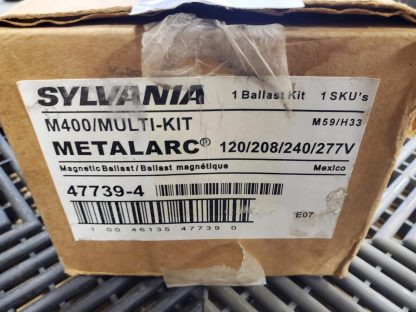 SYLVANIA 1 Ballast Kit 1 SKU's
M400/MULTI-KIT M59/H33
METALARC® 120/208/240/277V
Magnetic Ballast/Ballast magnétique Mexico
47739-4
E07
1 00 46135 47739 0